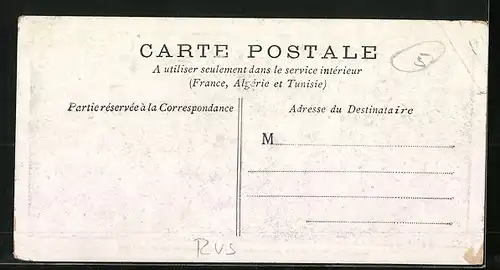 CARTE POSTALE
5
A utiliser seulement dans le service intérieur
(France, Algérie et Tunisie)
Partie réservée à la Correspondance
Adresse du Destinataire
M
RUS